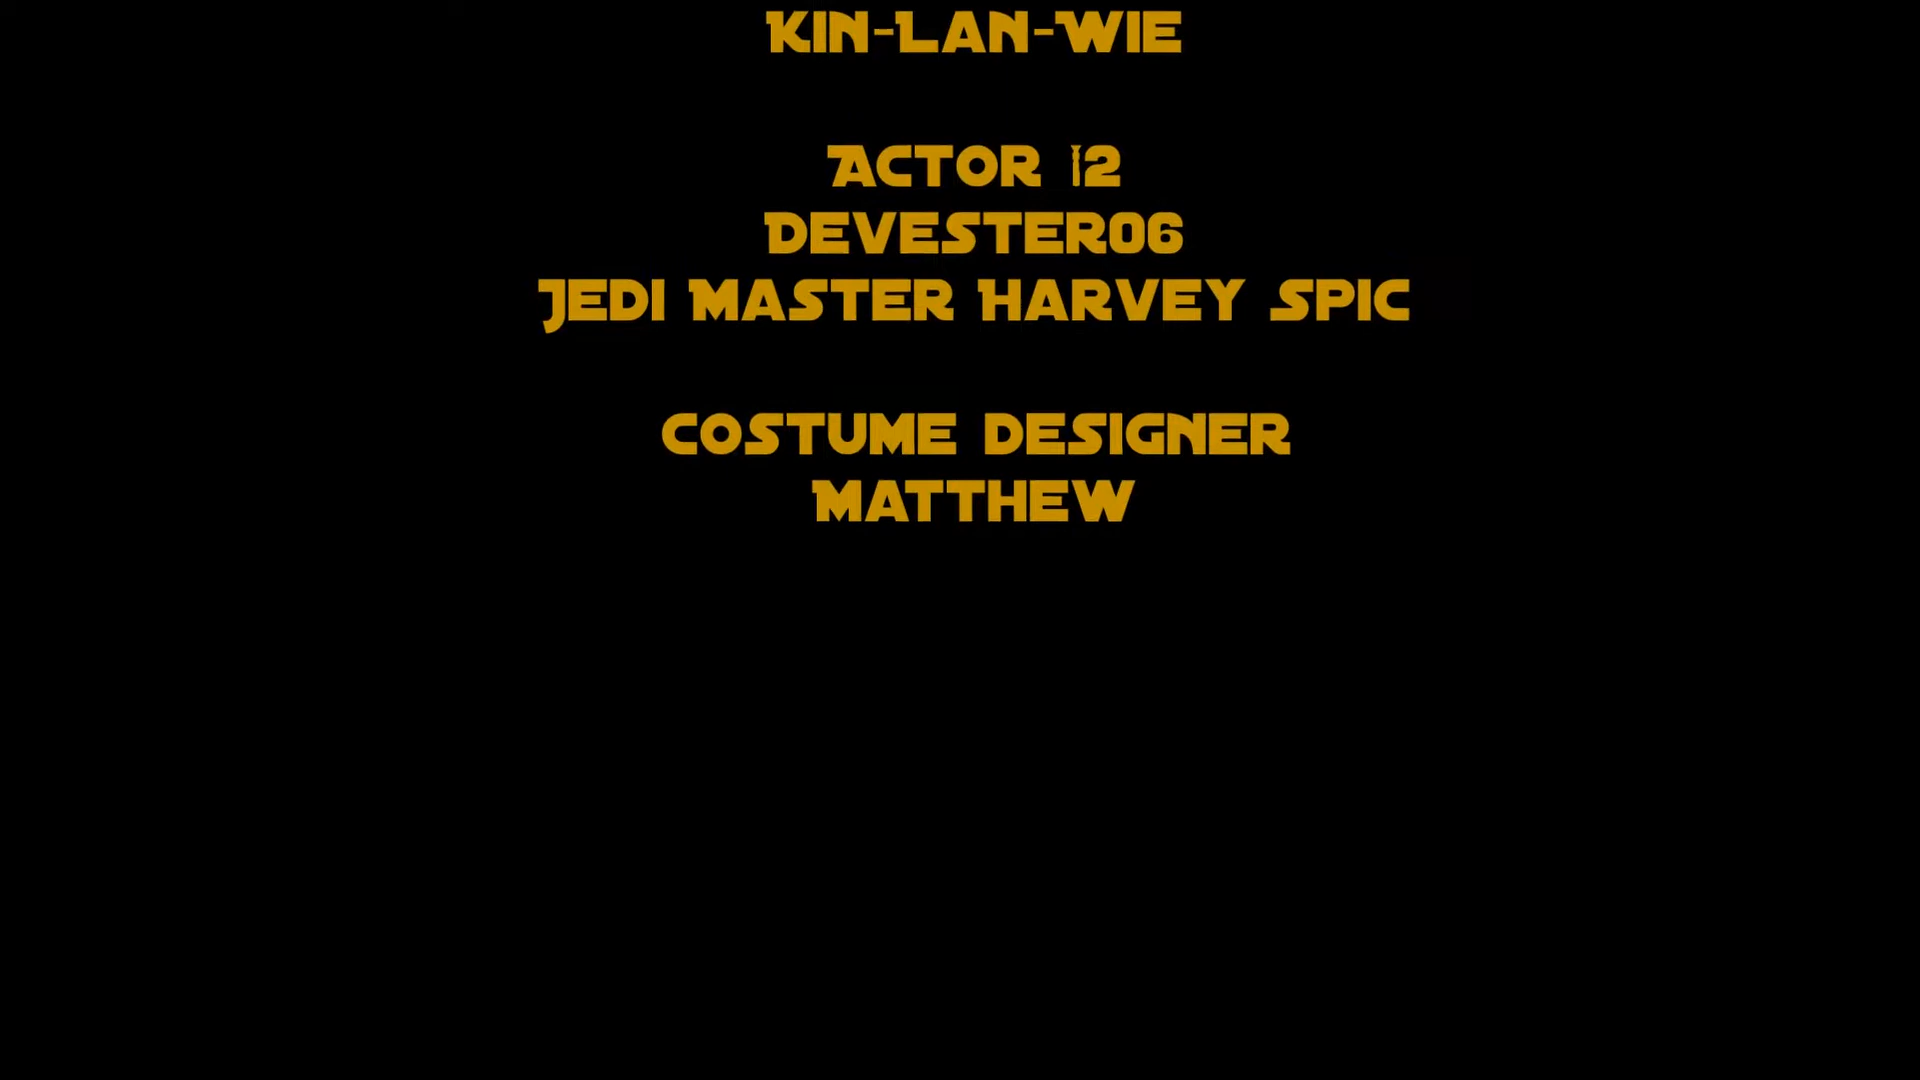 Kin-Lan-Wie
Actor 12
Devester06
Jedi Master Harvey Spic
Costume Designer
Matthew